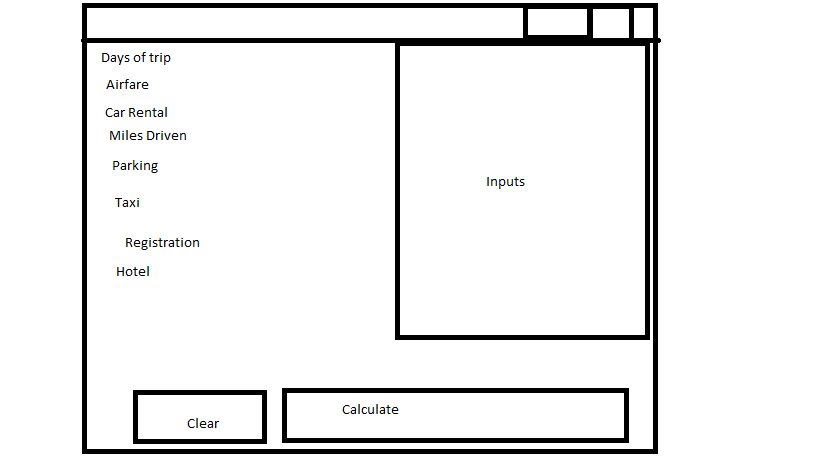 Days of trip
Airfare
Car Rental
Miles Driven
Parking
Inputs
Taxi
Registration
Hotel
Calculate
Clear